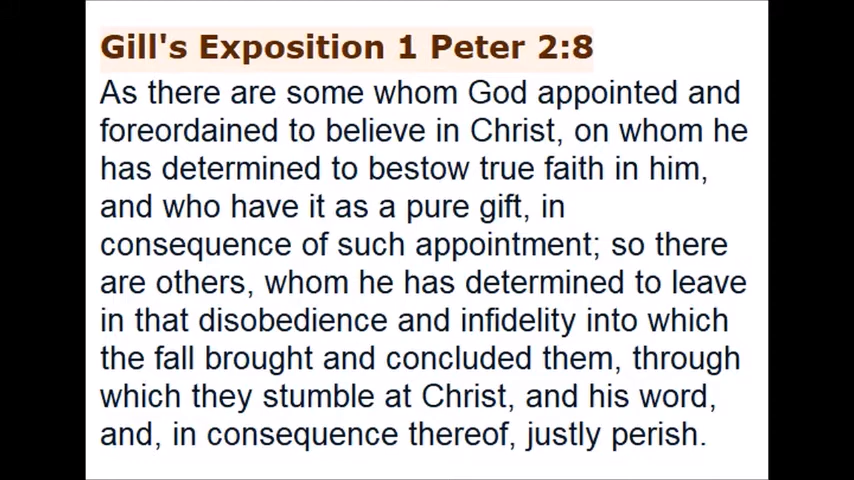 Gill's Exposition 1 Peter 2:8
As there are some whom God appointed and
foreordained to believe in Christ, on whom he
has determined to bestow true faith in him,
and who have it as a pure gift, in
consequence of such appointment; so there
are others, whom he has determined to leave
in that disobedience and infidelity into which
the fall brought and concluded them, through
which they stumble at Christ, and his word,
and, in consequence thereof, justly perish.